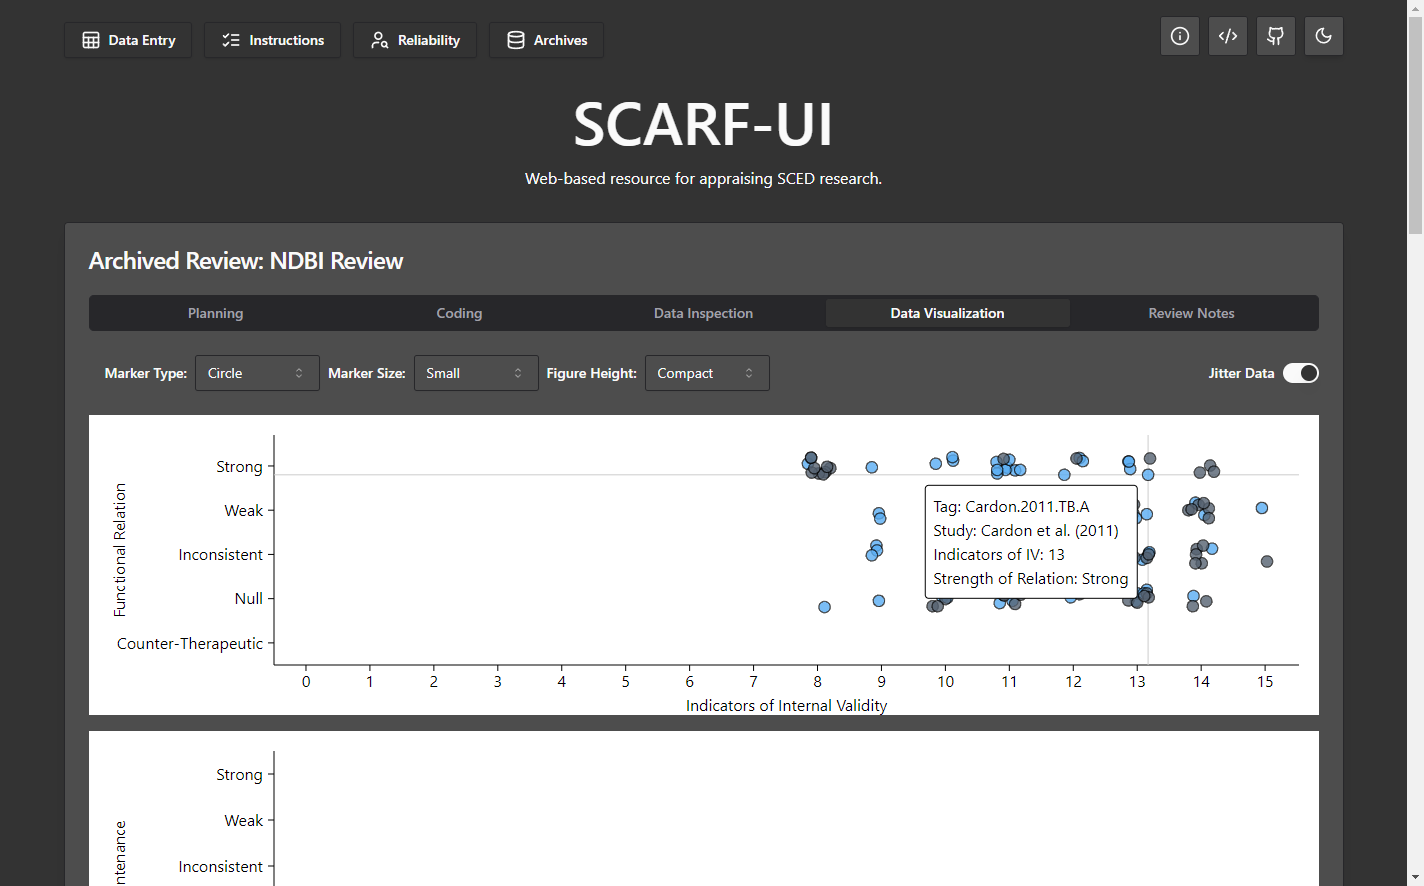 Data Entry
Instructions
Reliability
Archives
SCARF-UI
Web-based resource for appraising SCED research.
Archived Review: NDBI Review
Planning
Coding
Data Inspection
Data Visualization
Review Notes
Marker Type: Circle
Marker Size: Small
Figure Height: Compact
Jitter Data
Functional Relation
Strong
Weak
Inconsistent
Null
Counter-Therapeutic
Tag: Cardon.2011.TB.A
Study: Cardon et al. (2011)
Indicators of IV: 13
Strength of Relation: Strong
0 1 2 3 4 5 6 7 8 9 10 11 12 13 14 15
Indicators of Internal Validity
Strong
Weak
Inconsistent
ntenance